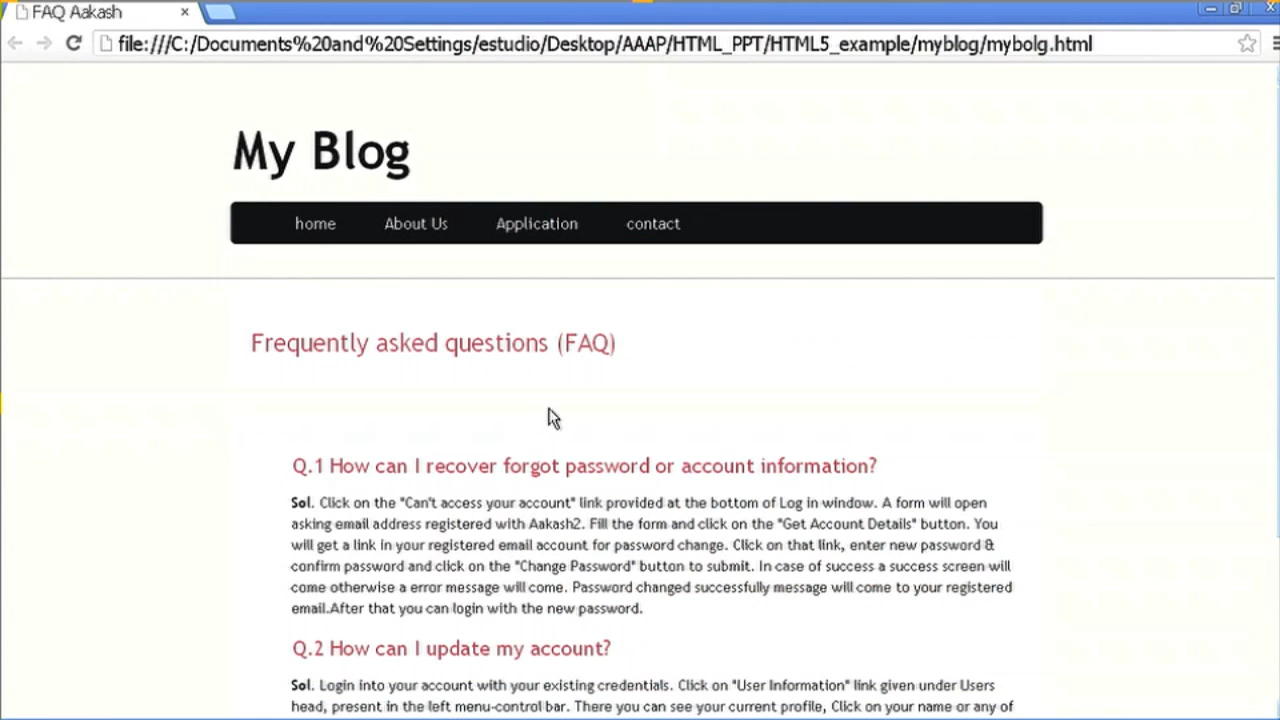 FAQ Aakash
file:///C:/Documents%20and%20Settings/estudio/Desktop/AAAP/HTML_PPT/HTML5_example/myblog/mybolg.html
My Blog
home About Us Application contact
Frequently asked questions (FAQ)
Q.1 How can I recover forgot password or account information?
Sol. Click on the "Can't access your account" link provided at the bottom of Log in window. A form will open
asking email address registered with Aakash2. Fill the form and click on the "Get Account Details" button. You
will get a link in your registered email account for password change. Click on that link, enter new password &
confirm password and click on the "Change Password" button to submit. In case of success a success screen will
come otherwise a error message will come. Password changed successfully message will come to your registered
email.After that you can login with the new password.
Q.2 How can I update my account?
Sol. Login into your account with your existing credentials. Click on "User Information" link given under Users
head, present in the left menu-control bar. There you can see your current profile, Click on your name or any of